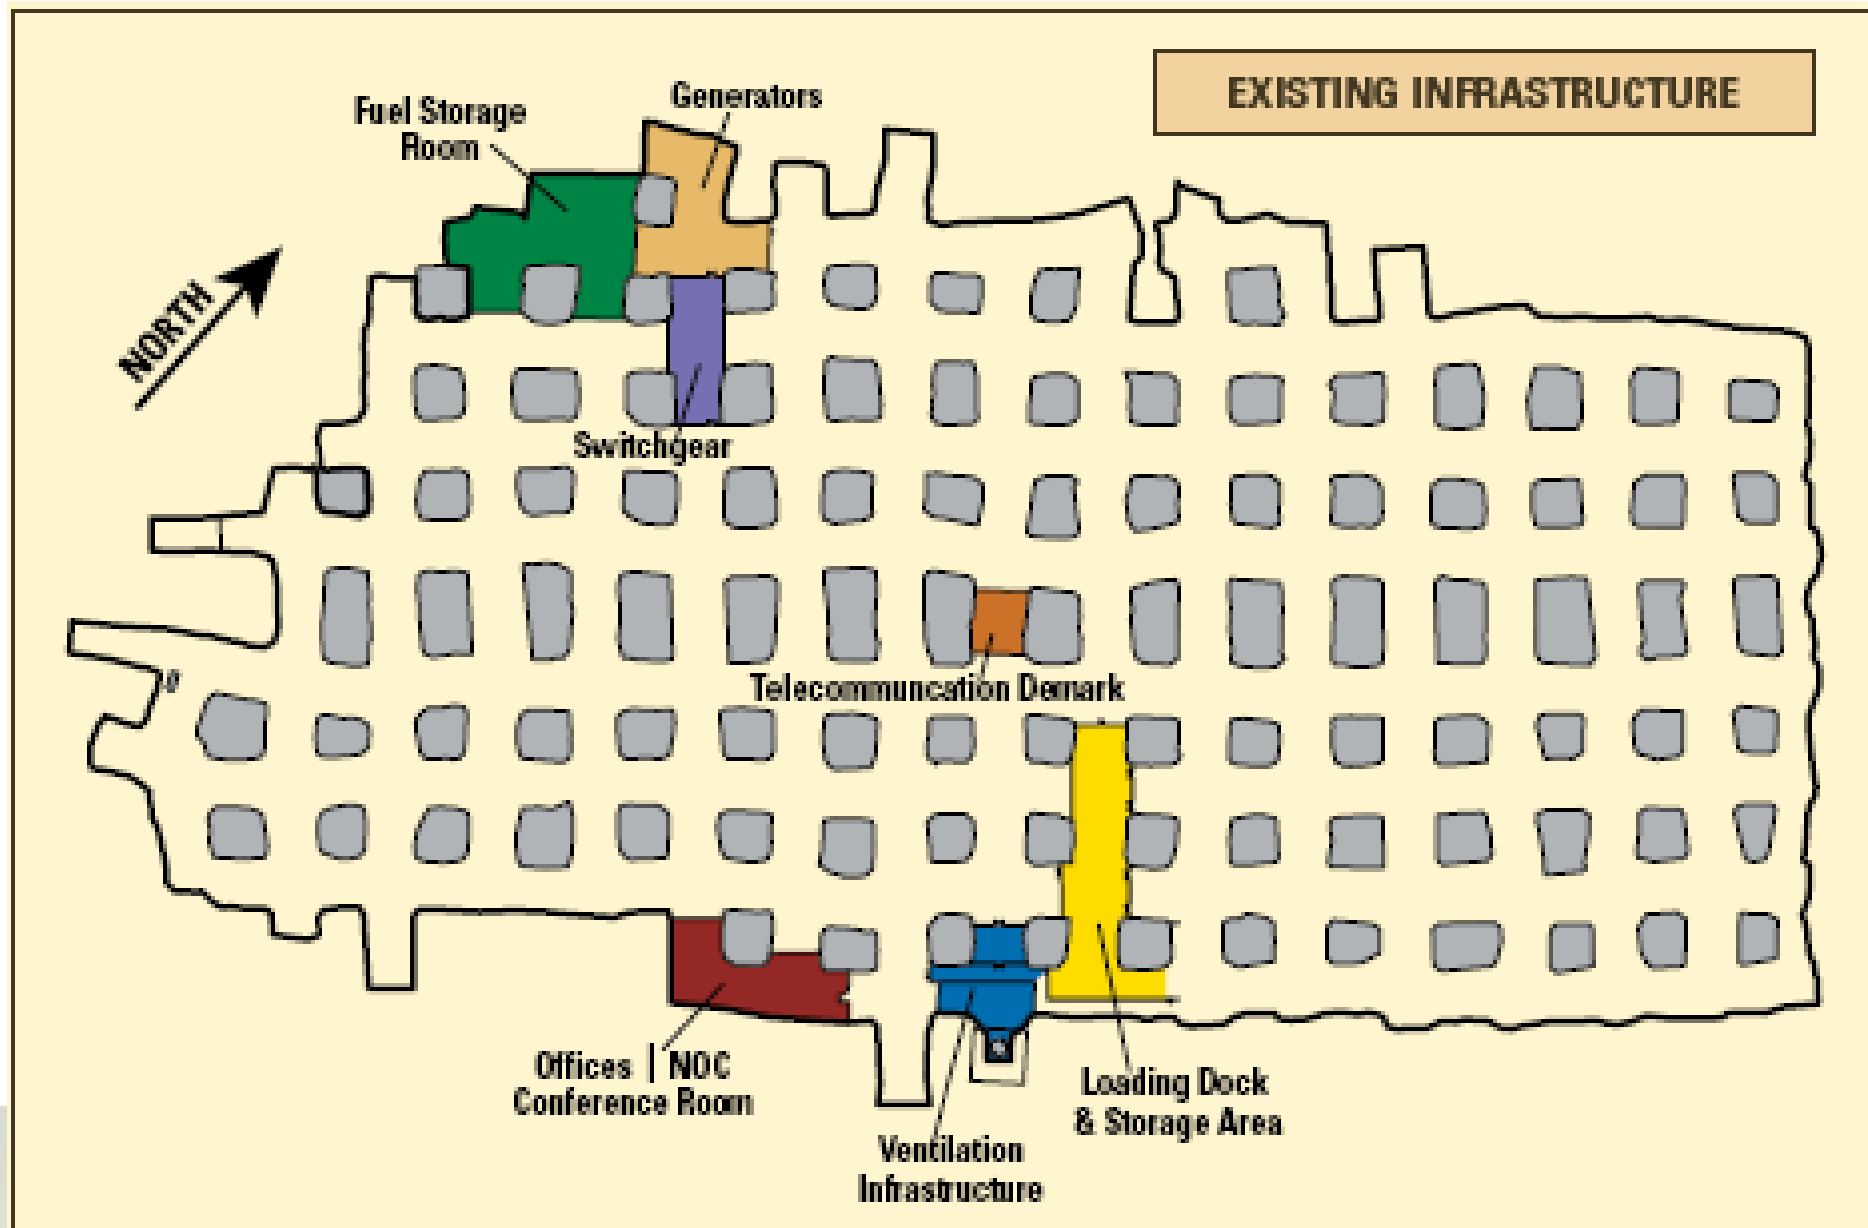 EXISTING INFRASTRUCTURE
Generators
Fuel Storage
Room
NORTH
Switchgear
Telecommuncation Demark
Offices | NOC
Conference Room
Loading Dock
& Storage Area
Ventilation
Infrastructure